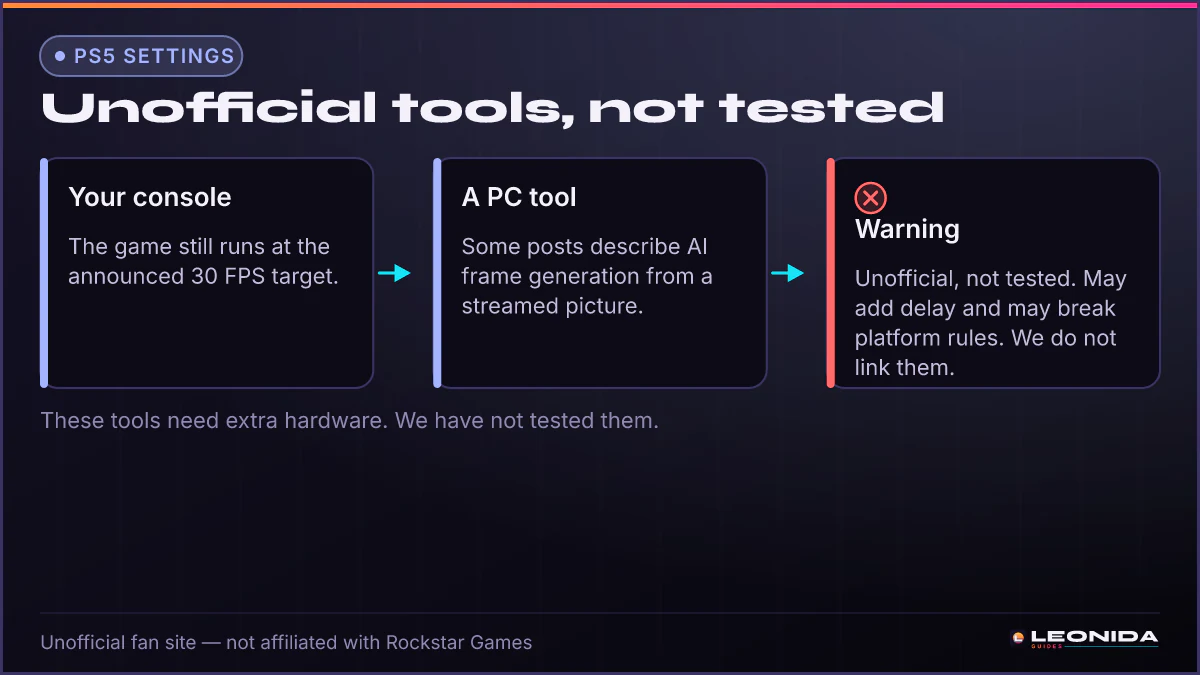 PS5 SETTINGS
Unofficial tools, not tested
Your console
The game still runs at the
announced 30 FPS target.
A PC tool
Some posts describe AI
frame generation from a
streamed picture.
Warning
Unofficial, not tested. May
add delay and may break
platform rules. We do not
link them.
These tools need extra hardware. We have not tested them.
Unofficial fan site — not affiliated with Rockstar Games
LEONIDA
GUIDES